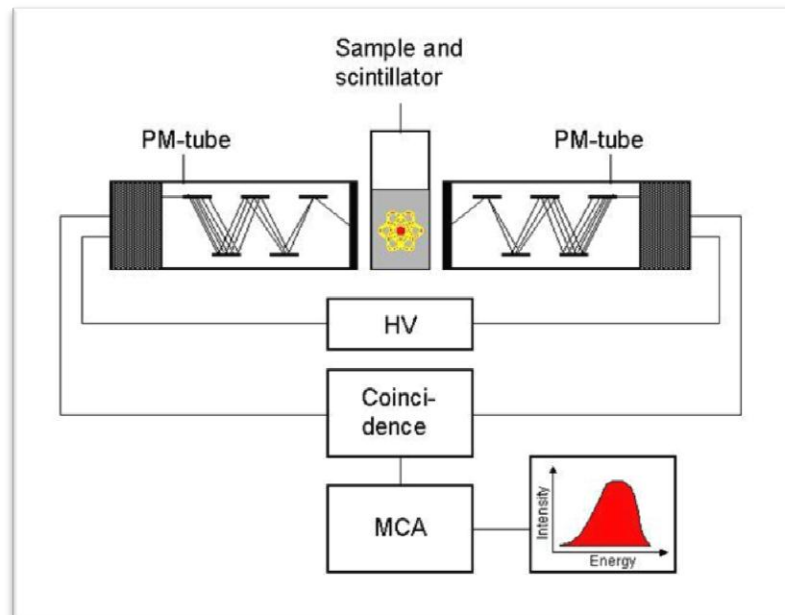 Sample and
scintillator
PM-tube
PM-tube
HV
Coinci-
dence
MCA
Intensity
Energy